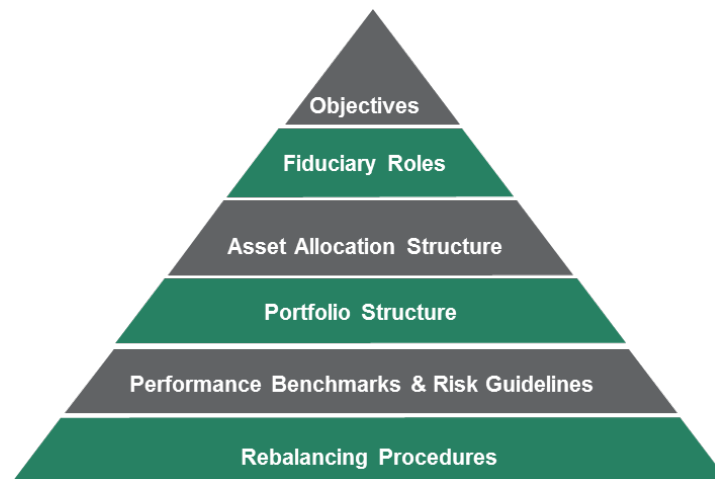 Objectives
Fiduciary Roles
Asset Allocation Structure
Portfolio Structure
Performance Benchmarks & Risk Guidelines
Rebalancing Procedures